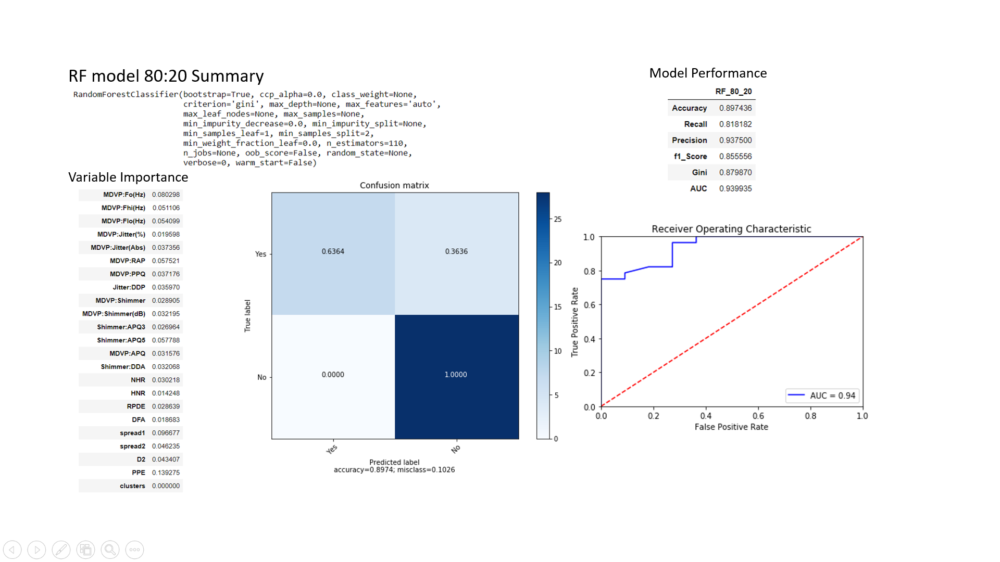 RF model 80:20 Summary
RandomForestClassifier(bootstrap=True, ccp_alpha=0.0, class_weight=None,
criterion='gini', max_depth=None, max_features='auto',
max_leaf_nodes=None, max_samples=None,
min_impurity_decrease=0.0, min_impurity_split=None,
min_samples_leaf=1, min_samples_split=2,
min_weight_fraction_leaf=0.0, n_estimators=110,
n_jobs=None, oob_score=False, random_state=None,
verbose=0, warm_start=False)
Variable Importance
MDVP:Fo(Hz) 0.080298
MDVP:Fhi(Hz) 0.051106
MDVP:Flo(Hz) 0.054099
MDVP:Jitter(%) 0.019598
MDVP:Jitter(Abs) 0.037356
MDVP:RAP 0.057521
MDVP:PPQ 0.037176
Jitter:DDP 0.035970
MDVP:Shimmer 0.028905
MDVP:Shimmer(dB) 0.032195
Shimmer:APQ3 0.026964
Shimmer:APQ5 0.057788
MDVP:APQ 0.031576
Shimmer:DDA 0.032068
NHR 0.030218
HNR 0.014248
RPDE 0.028639
DFA 0.018683
spread1 0.096677
spread2 0.046235
D2 0.043407
PPE 0.139275
clusters 0.000000
Confusion matrix
True label
Yes
0.6364 0.3636
No
0.0000 1.0000
Yes No
Predicted label
accuracy=0.8974; misclass=0.1026
25
20
15
10
5
0
Model Performance
RF_80_20
Accuracy 0.897436
Recall 0.818182
Precision 0.937500
f1_Score 0.855556
Gini 0.879870
AUC 0.939935
Receiver Operating Characteristic
True Positive Rate
1.0
0.8
0.6
0.4
0.2
0.0
AUC = 0.94
0.0 0.2 0.4 0.6 0.8 1.0
False Positive Rate